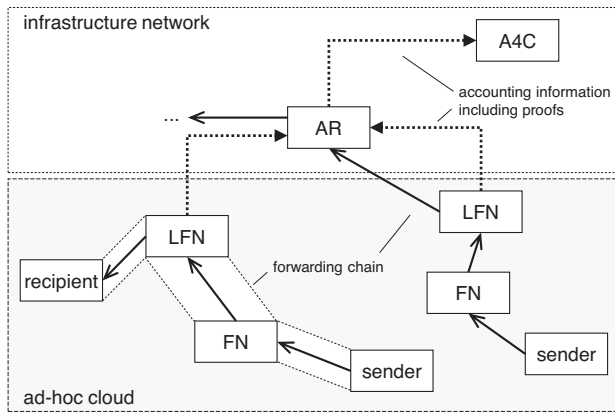 infrastructure network
A4C
accounting information
including proofs
...
AR
LFN
LFN
recipient
forwarding chain
FN
FN
sender
sender
ad-hoc cloud